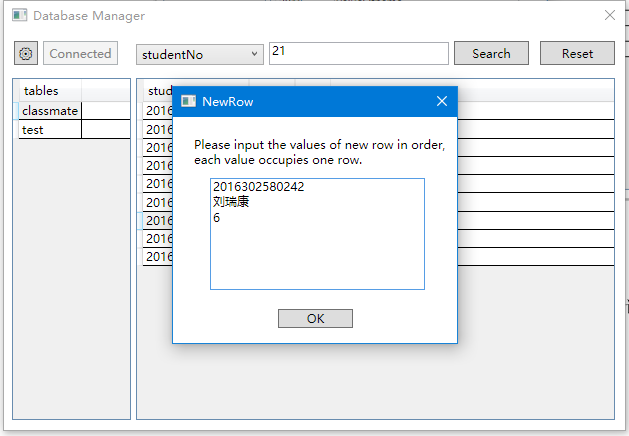 Database Manager
Connected
studentNo
21
Search
Reset
tables
classmate
test
stud
2016
2016
2016
2016
2016
2016
2016
2016
2016
NewRow
Please input the values of new row in order,
each value occupies one row.
2016302580242
刘瑞康
6
OK